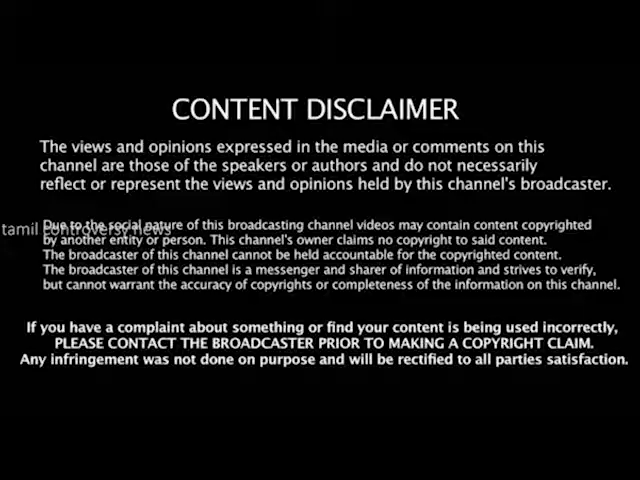 CONTENT DISCLAIMER
The views and opinions expressed in the media or comments on this
channel are those of the speakers or authors and do not necessarily
reflect or represent the views and opinions held by this channel's broadcaster.
Due to the social nature of this broadcasting channel videos may contain content copyrighted
tamil controversy news
by another entity or person. This channel's owner claims no copyright to said content.
The broadcaster of this channel cannot be held accountable for the copyrighted content.
The broadcaster of this channel is a messenger and sharer of information and strives to verify,
but cannot warrant the accuracy of copyrights or completeness of the information on this channel.
If you have a complaint about something or find your content is being used incorrectly,
PLEASE CONTACT THE BROADCASTER PRIOR TO MAKING A COPYRIGHT CLAIM.
Any infringement was not done on purpose and will be rectified to all parties satisfaction.